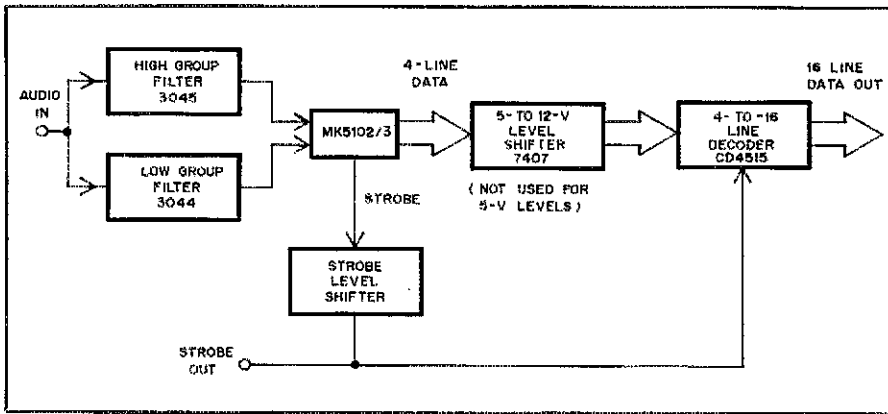 AUDIO
IN
HIGH GROUP
FILTER
3045
LOW GROUP
FILTER
3044
MK5102/3
4-LINE
DATA
5- TO 12-V
LEVEL
SHIFTER
7407
(NOT USED FOR
5-V LEVELS)
4- TO -16
LINE
DECODER
CD4515
16 LINE
DATA OUT
STROBE
STROBE
LEVEL
SHIFTER
STROBE
OUT